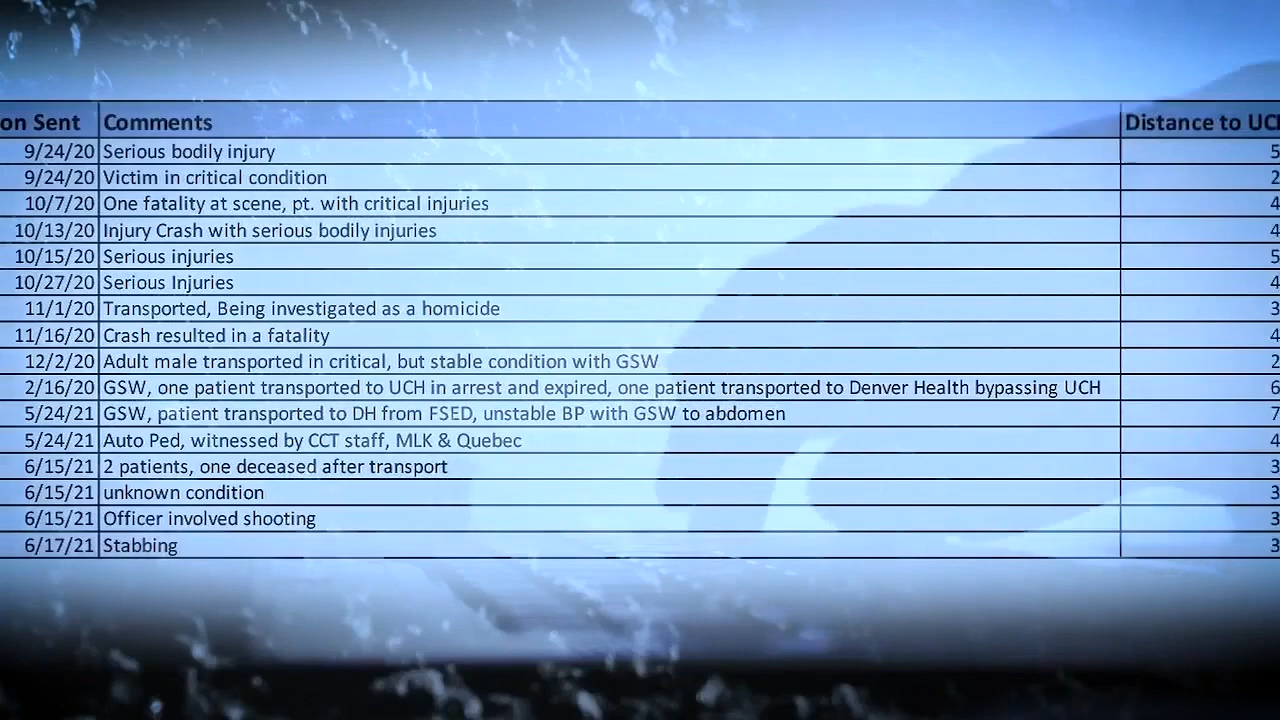 on Sent Comments Distance to UCH
9/24/20 Serious bodily injury 5
9/24/20 Victim in critical condition 2
10/7/20 One fatality at scene, pt. with critical injuries 4
10/13/20 Injury Crash with serious bodily injuries 4
10/15/20 Serious injuries 5
10/27/20 Serious Injuries 4
11/1/20 Transported, Being investigated as a homicide 3
11/16/20 Crash resulted in a fatality 4
12/2/20 Adult male transported in critical, but stable condition with GSW 2
2/16/20 GSW, one patient transported to UCH in arrest and expired, one patient transported to Denver Health bypassing UCH 6
5/24/21 GSW, patient transported to DH from FSED, unstable BP with GSW to abdomen 7
5/24/21 Auto Ped, witnessed by CCT staff, MLK & Quebec 4
6/15/21 2 patients, one deceased after transport 3
6/15/21 unknown condition 3
6/15/21 Officer involved shooting 3
6/17/21 Stabbing 3